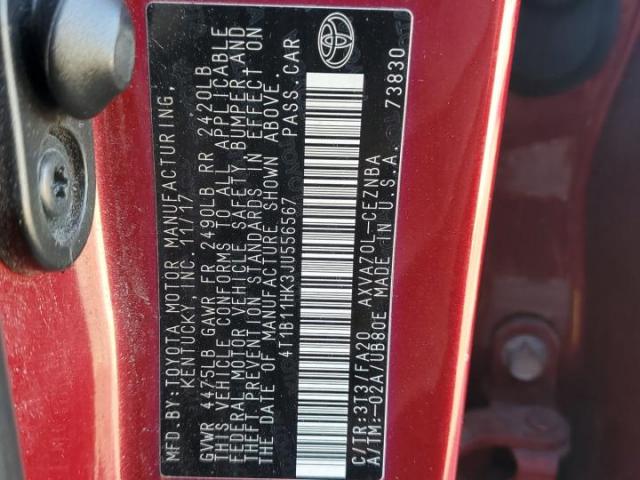 MFD.BY:TOYOTA MOTOR MANUFACTURING,
KENTUCKY, INC. 11/17
GVWR 4475LB GAWR FR 2490LB RR 2420LB
THIS VEHICLE CONFORMS TO ALL APPLICABLE
FEDERAL MOTOR VEHICLE SAFETY, BUMPER, AND
THEFT PREVENTION STANDARDS IN EFFECT ON
THE DATE OF MANUFACTURE SHOWN ABOVE.
4T1B11HK3JU556567 PASS.CAR
C/TR:3T3/FA20 AXVA70L-CEZNBA
A/TM:-02A/UB80E MADE IN U.S.A. 73830